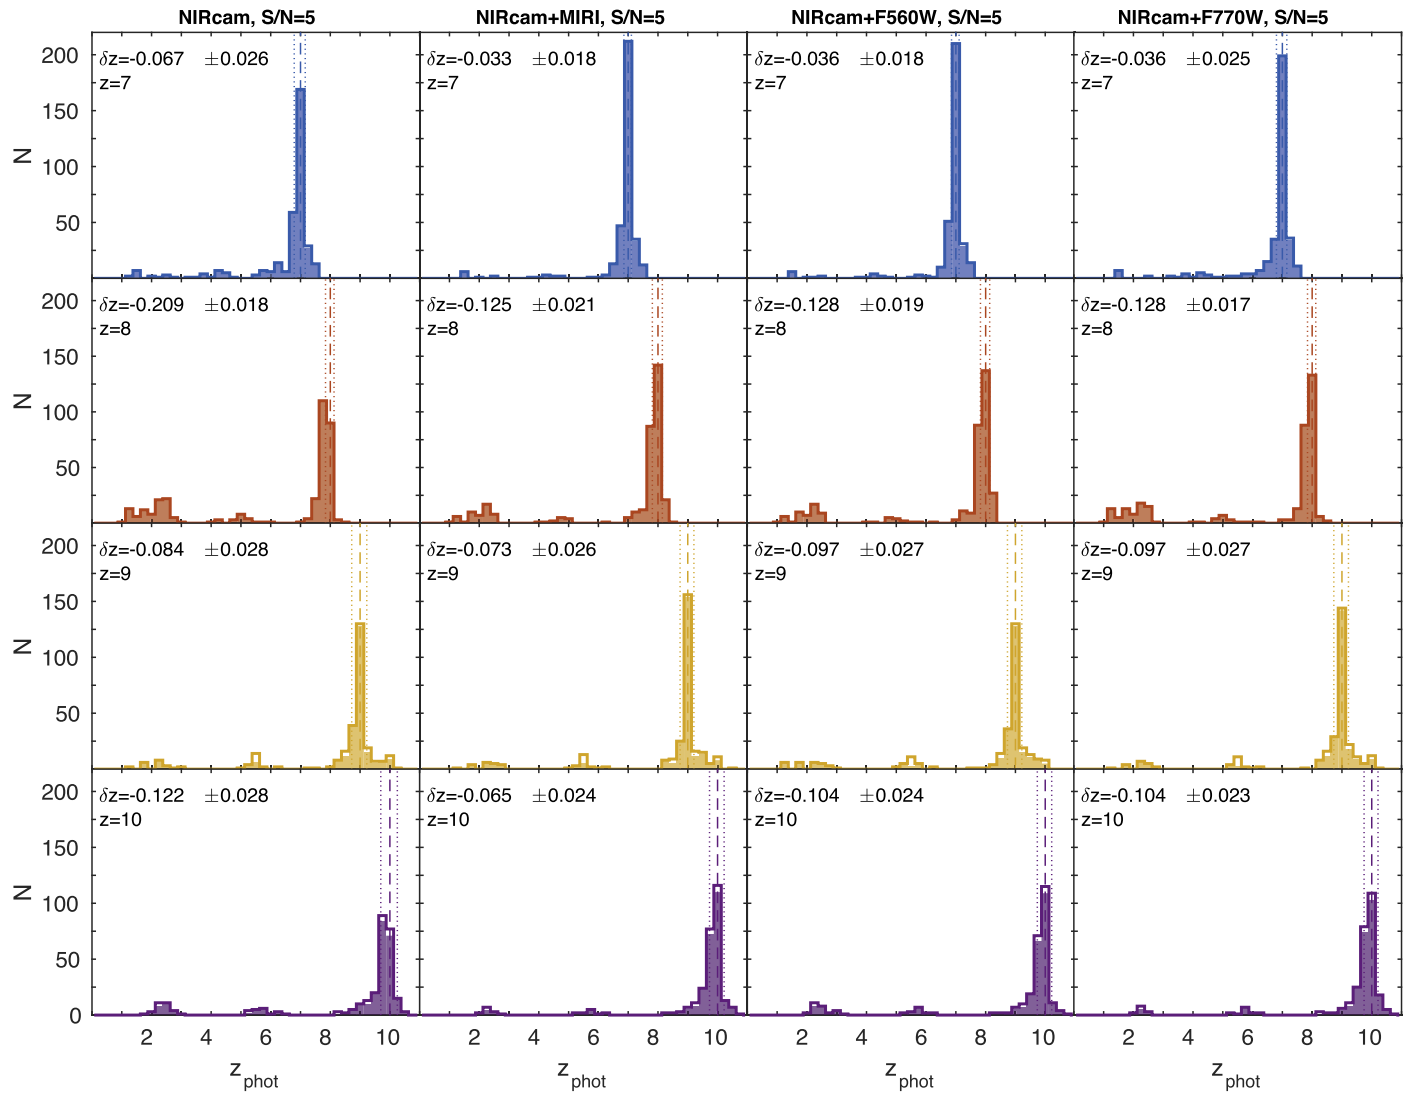 NIRcam, S/N=5 NIRcam+MIRI, S/N=5 NIRcam+F560W, S/N=5 NIRcam+F770W, S/N=5
200
150
100
50
N
δz=-0.067 ±0.026
z=7
δz=-0.033 ±0.018
z=7
δz=-0.036 ±0.018
z=7
δz=-0.036 ±0.025
z=7
200
150
100
50
N
δz=-0.209 ±0.018
z=8
δz=-0.125 ±0.021
z=8
δz=-0.128 ±0.019
z=8
δz=-0.128 ±0.017
z=8
200
150
100
50
N
δz=-0.084 ±0.028
z=9
δz=-0.073 ±0.026
z=9
δz=-0.097 ±0.027
z=9
δz=-0.097 ±0.027
z=9
200
150
100
50
0
N
δz=-0.122 ±0.028
z=10
δz=-0.065 ±0.024
z=10
δz=-0.104 ±0.024
z=10
δz=-0.104 ±0.023
z=10
2 4 6 8 10 2 4 6 8 10 2 4 6 8 10 2 4 6 8 10
z_phot z_phot z_phot z_phot